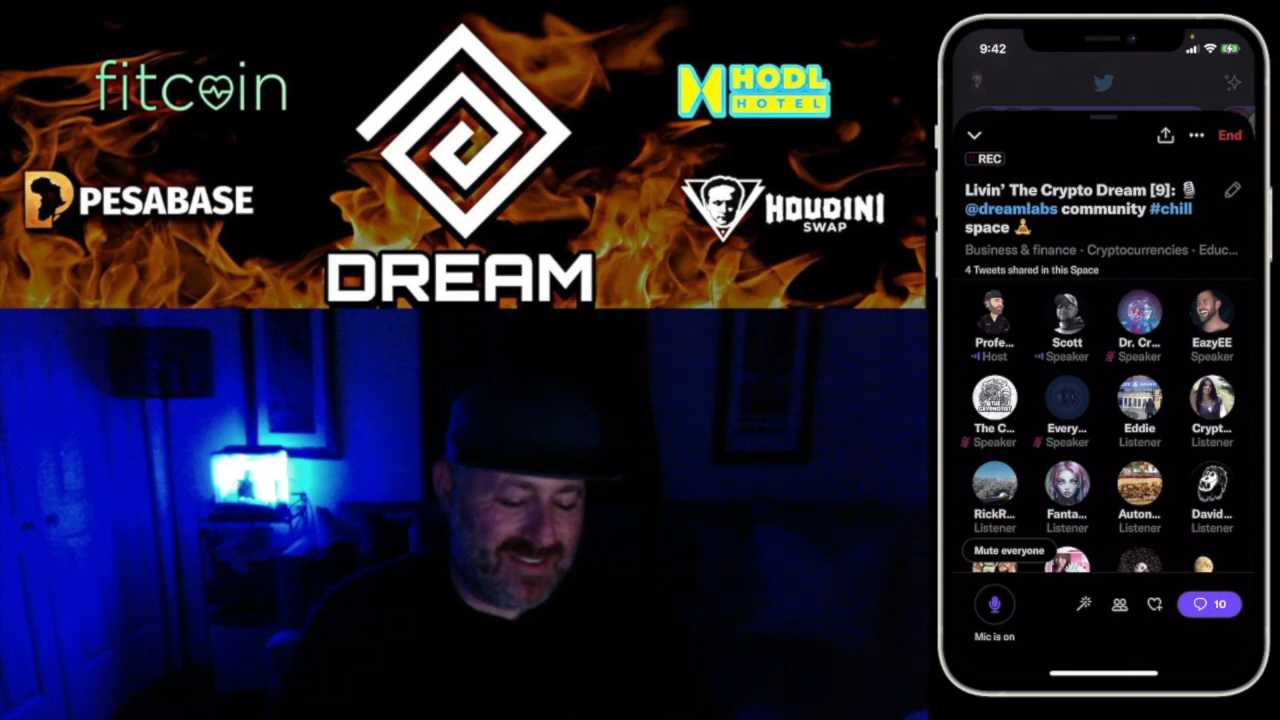 fitcoin
HODL
HOTEL
PESABASE
HOUDINI
SWAP
DREAM
9:42
End
REC
Livin' The Crypto Dream [9]: 🎙️
@dreamlabs community #chill
space 🧘
Business & finance · Cryptocurrencies · Educ...
4 Tweets shared in this Space
Profe... Scott Dr. Cr... EazyEE
Host Speaker Speaker Speaker
THE
CRYPNOTIST
The C... Every... Eddie Crypt...
Speaker Speaker Listener Listener
RickR... Fanta... Auton... David...
Listener Listener Listener Listener
Mute everyone
10
Mic is on